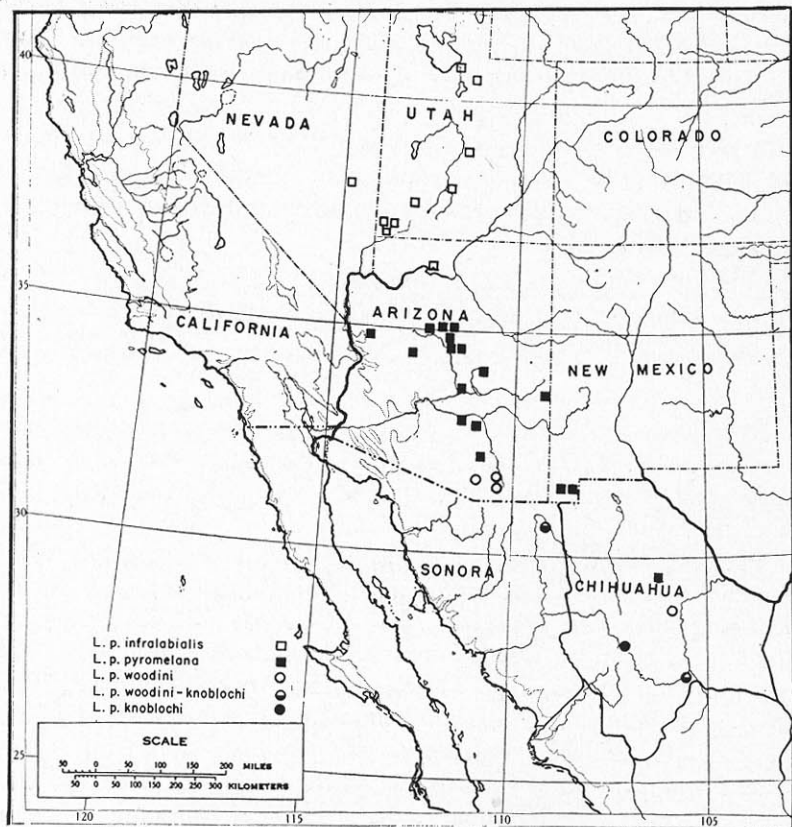 40
NEVADA
UTAH
COLORADO
35
CALIFORNIA
ARIZONA
NEW MEXICO
30
SONORA
CHIHUAHUA
L. p. infralabialis
L. p. pyromelana
L. p. woodini
L. p. woodini-knoblochi
L. p. knoblochi
SCALE
50 0 50 100 150 200 MILES
50 0 50 100 150 200 250 300 KILOMETERS
25
120 115 110 105